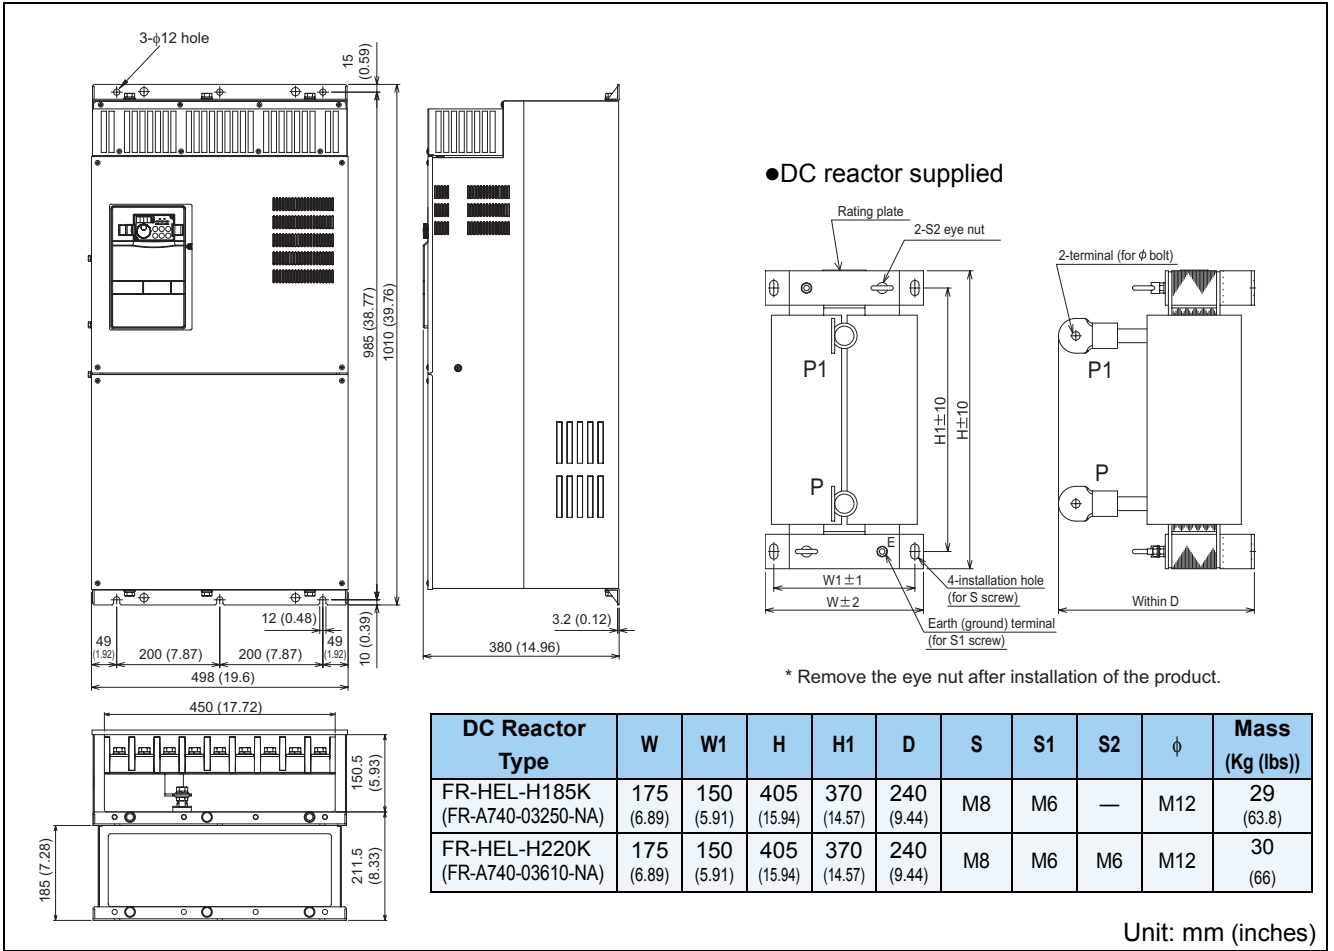 3-ϕ12 hole
15
(0.59)
985 (38.77)
1010 (39.76)
12 (0.48)
10 (0.39)
49
(1.92)
200 (7.87)
200 (7.87)
49
(1.92)
498 (19.6)
3.2 (0.12)
380 (14.96)
450 (17.72)
150.5
(5.93)
185 (7.28)
211.5
(8.33)
●DC reactor supplied
Rating plate
2-S2 eye nut
P1
P
E
H1±10
H±10
W1±1
W±2
4-installation hole
(for S screw)
Earth (ground) terminal
(for S1 screw)
2-terminal (for ϕ bolt)
P1
P
Within D
* Remove the eye nut after installation of the product.
DC Reactor Type W W1 H H1 D S S1 S2 ϕ Mass (Kg (lbs))
FR-HEL-H185K 175 150 405 370 240 M8 M6 — M12 29
(FR-A740-03250-NA) (6.89) (5.91) (15.94) (14.57) (9.44) (63.8)
FR-HEL-H220K 175 150 405 370 240 M8 M6 M6 M12 30
(FR-A740-03610-NA) (6.89) (5.91) (15.94) (14.57) (9.44) (66)
Unit: mm (inches)